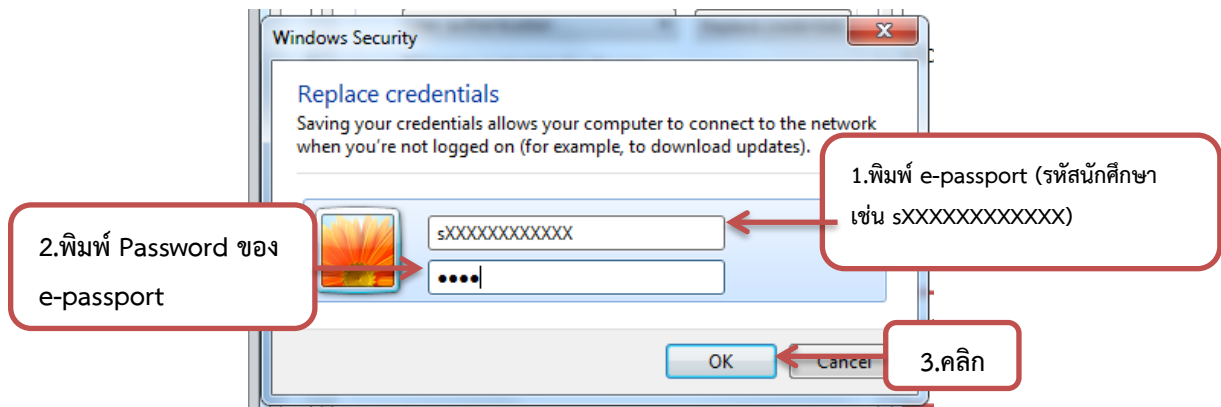 Windows Security
Replace credentials
Saving your credentials allows your computer to connect to the network
when you're not logged on (for example, to download updates).
1.พิมพ์ e-passport (รหัสนักศึกษา
เช่น sXXXXXXXXXXXX)
sXXXXXXXXXXXX
2.พิมพ์ Password ของ
e-passport
OK
Cancel
3.คลิก